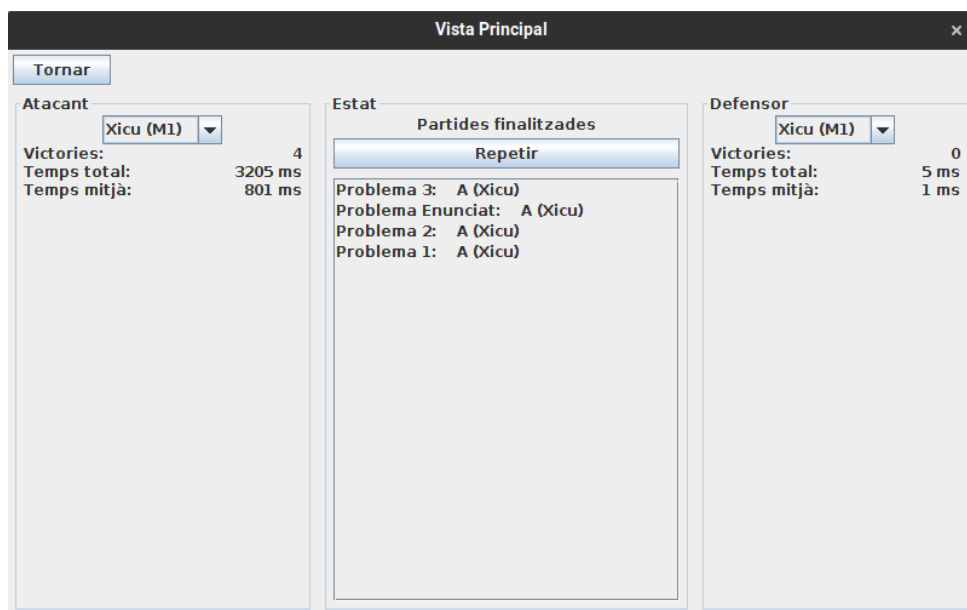 Vista Principal
Tornar
Atacant
Xicu (M1)
Victories: 4
Temps total: 3205 ms
Temps mitjà: 801 ms
Estat
Partides finalitzades
Repetir
Problema 3: A (Xicu)
Problema Enunciat: A (Xicu)
Problema 2: A (Xicu)
Problema 1: A (Xicu)
Defensor
Xicu (M1)
Victories: 0
Temps total: 5 ms
Temps mitjà: 1 ms